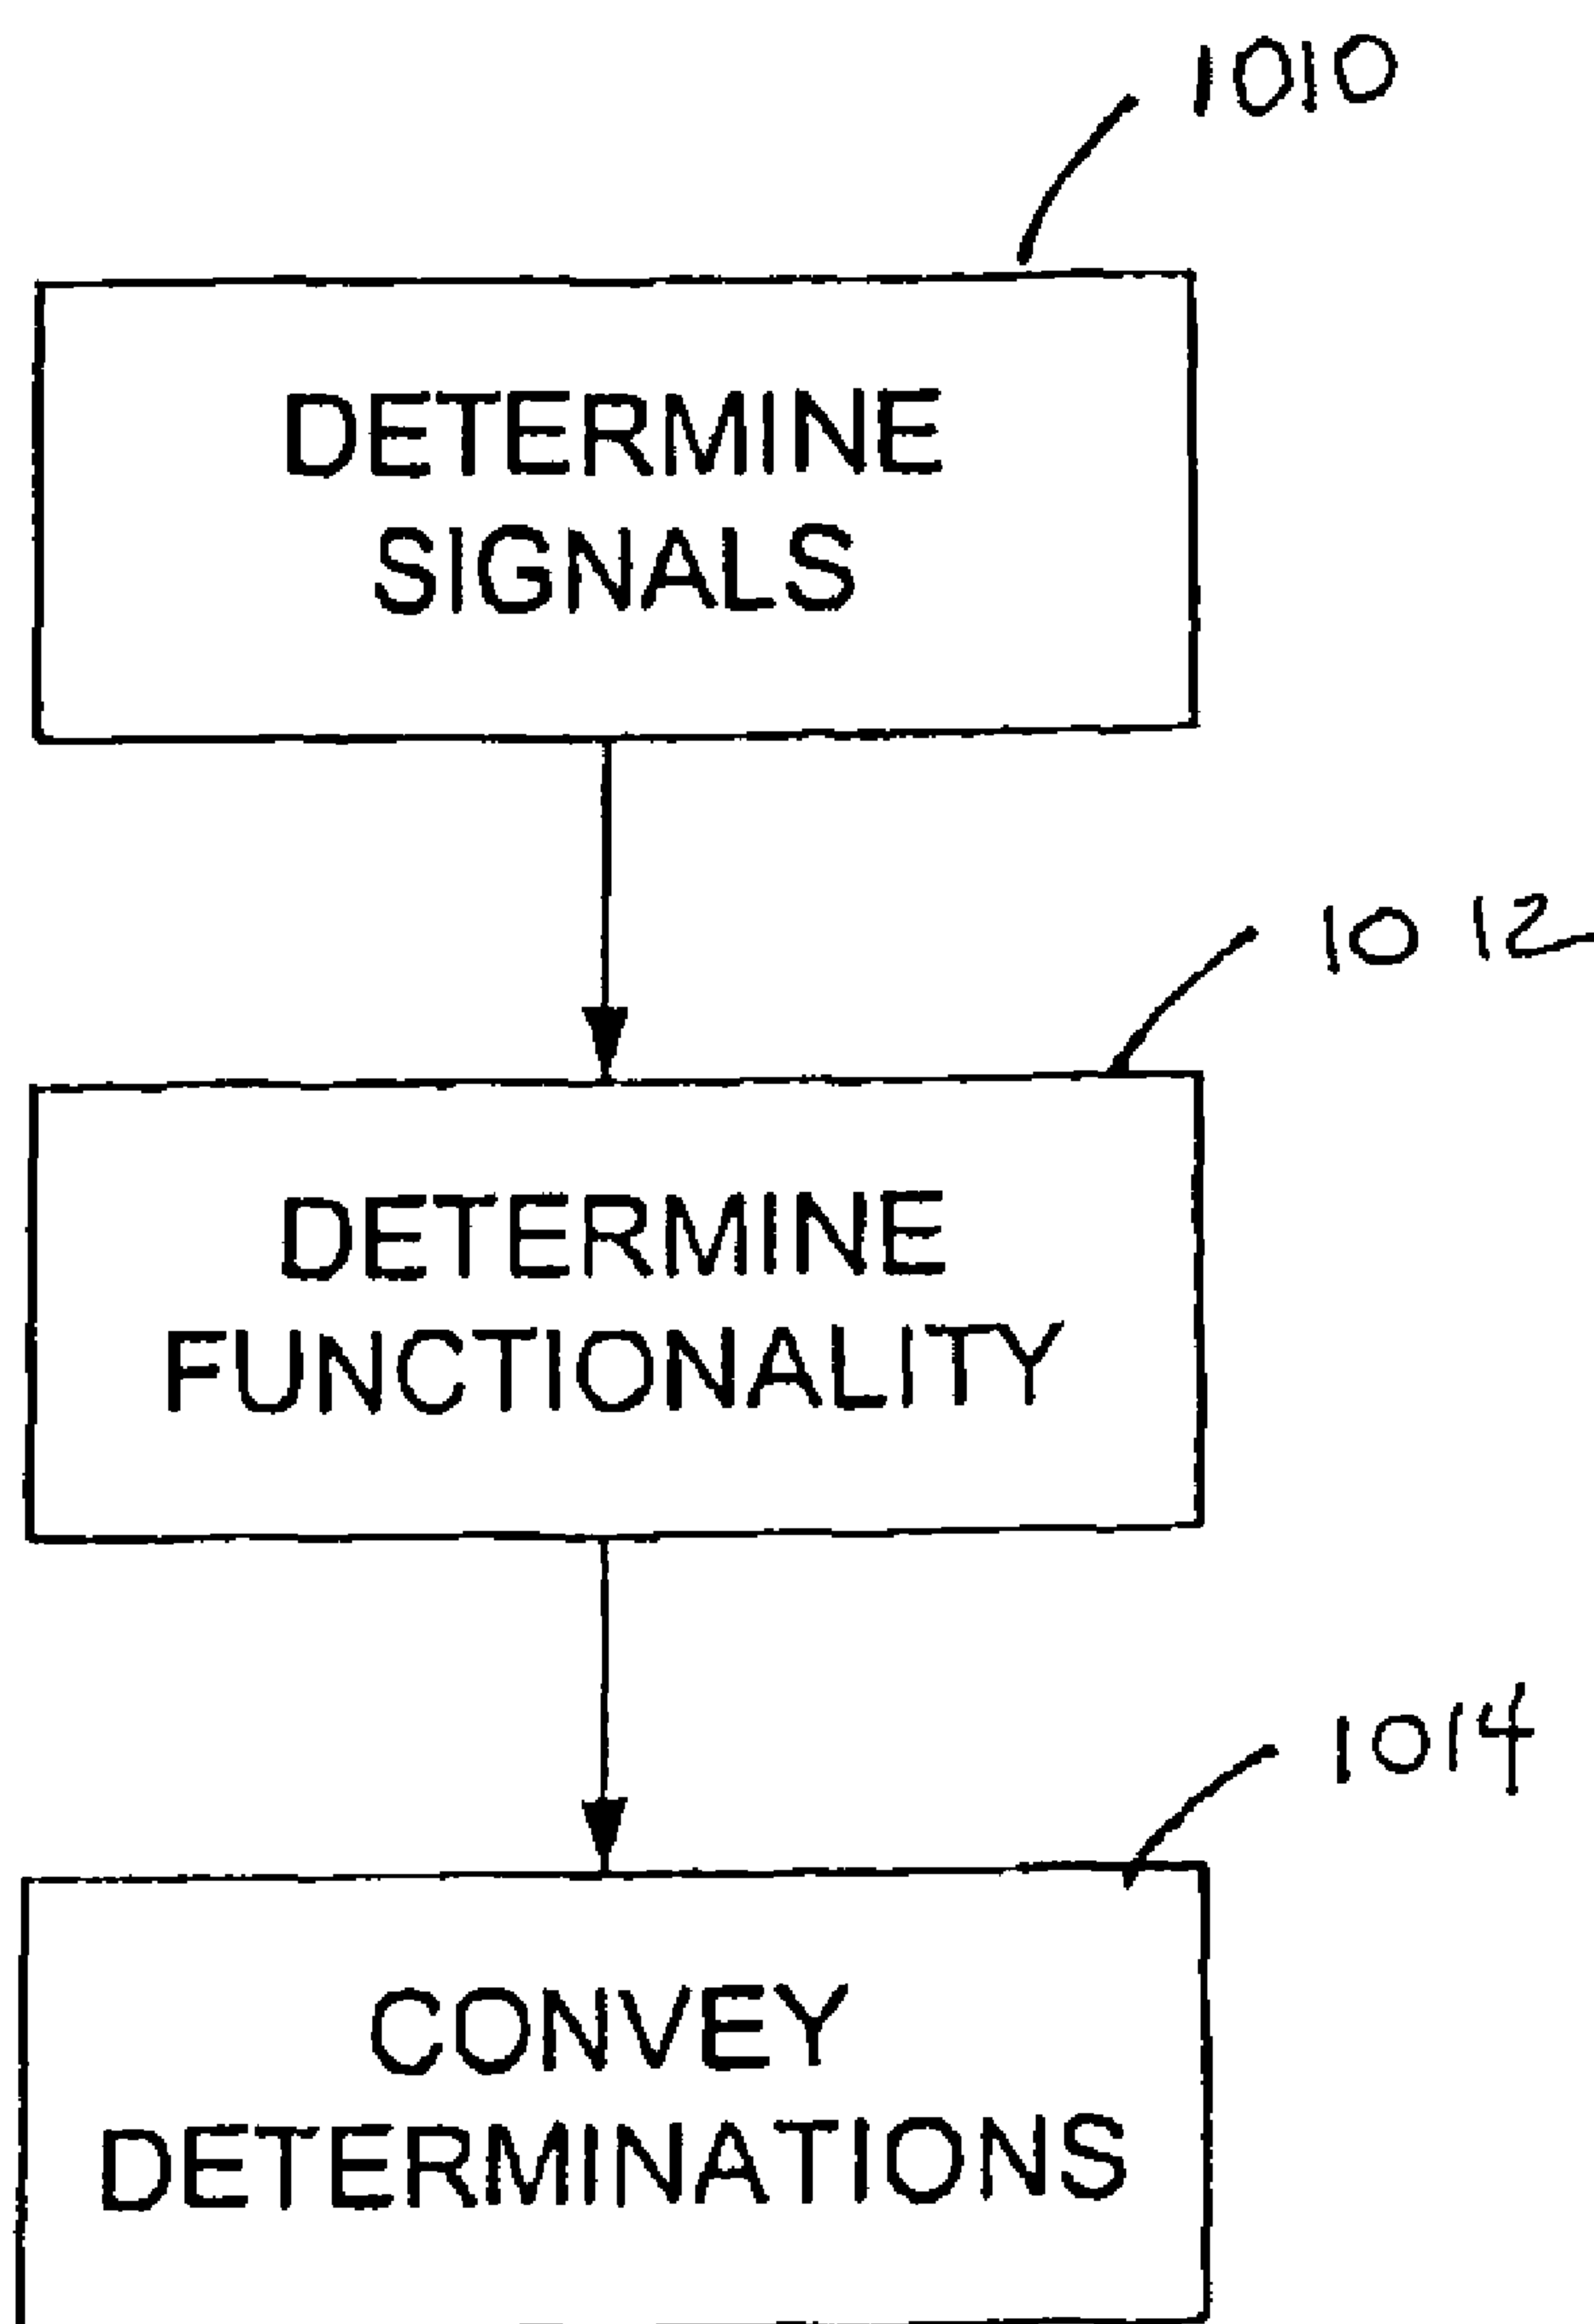 1010
DETERMINE
SIGNALS
1012
DETERMINE
FUNCTIONALITY
1014
CONVEY
DETERMINATIONS